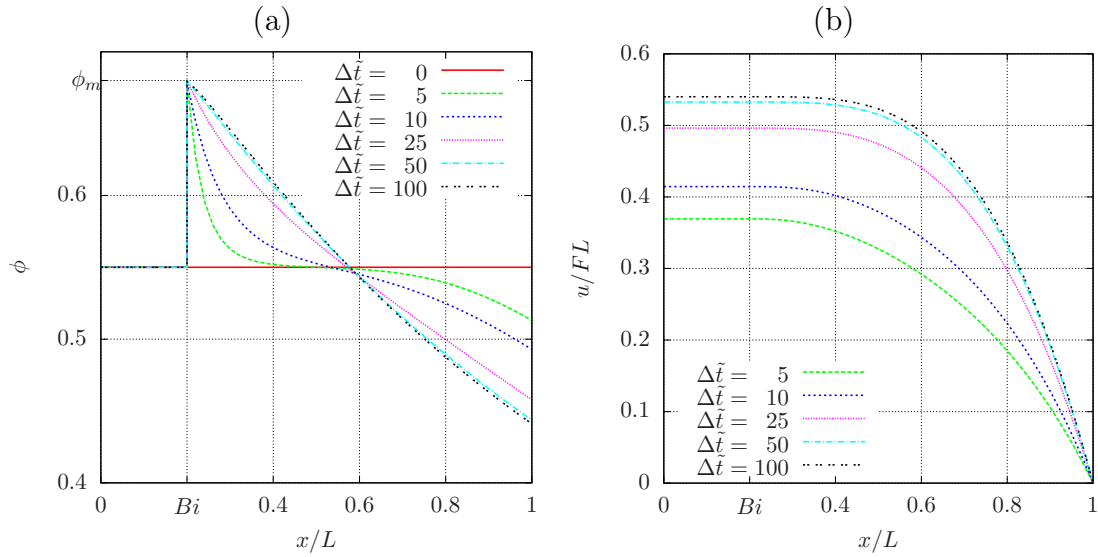 (a)
ϕ
ϕₘ
0.6
0.5
0.4
Δt̃ = 0
Δt̃ = 5
Δt̃ = 10
Δt̃ = 25
Δt̃ = 50
Δt̃ = 100
0 Bi 0.4 0.6 0.8 1
x/L
(b)
u/FL
0.6
0.5
0.4
0.3
0.2
0.1
0
Δt̃ = 5
Δt̃ = 10
Δt̃ = 25
Δt̃ = 50
Δt̃ = 100
0 Bi 0.4 0.6 0.8 1
x/L